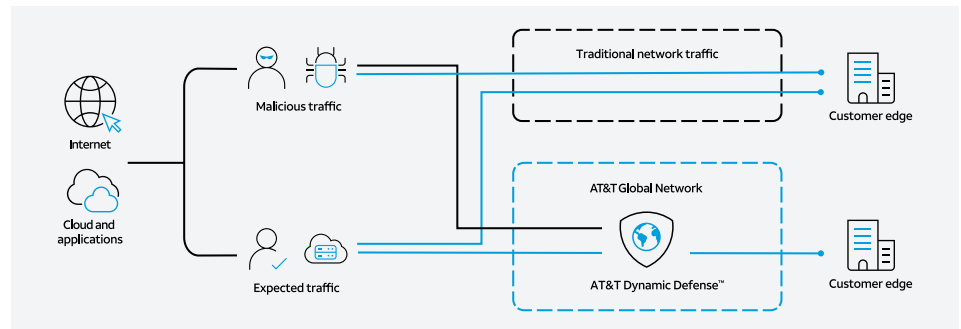 Internet
Cloud and
applications
Malicious traffic
Expected traffic
Traditional network traffic
Customer edge
AT&T Global Network
AT&T Dynamic Defense™
Customer edge